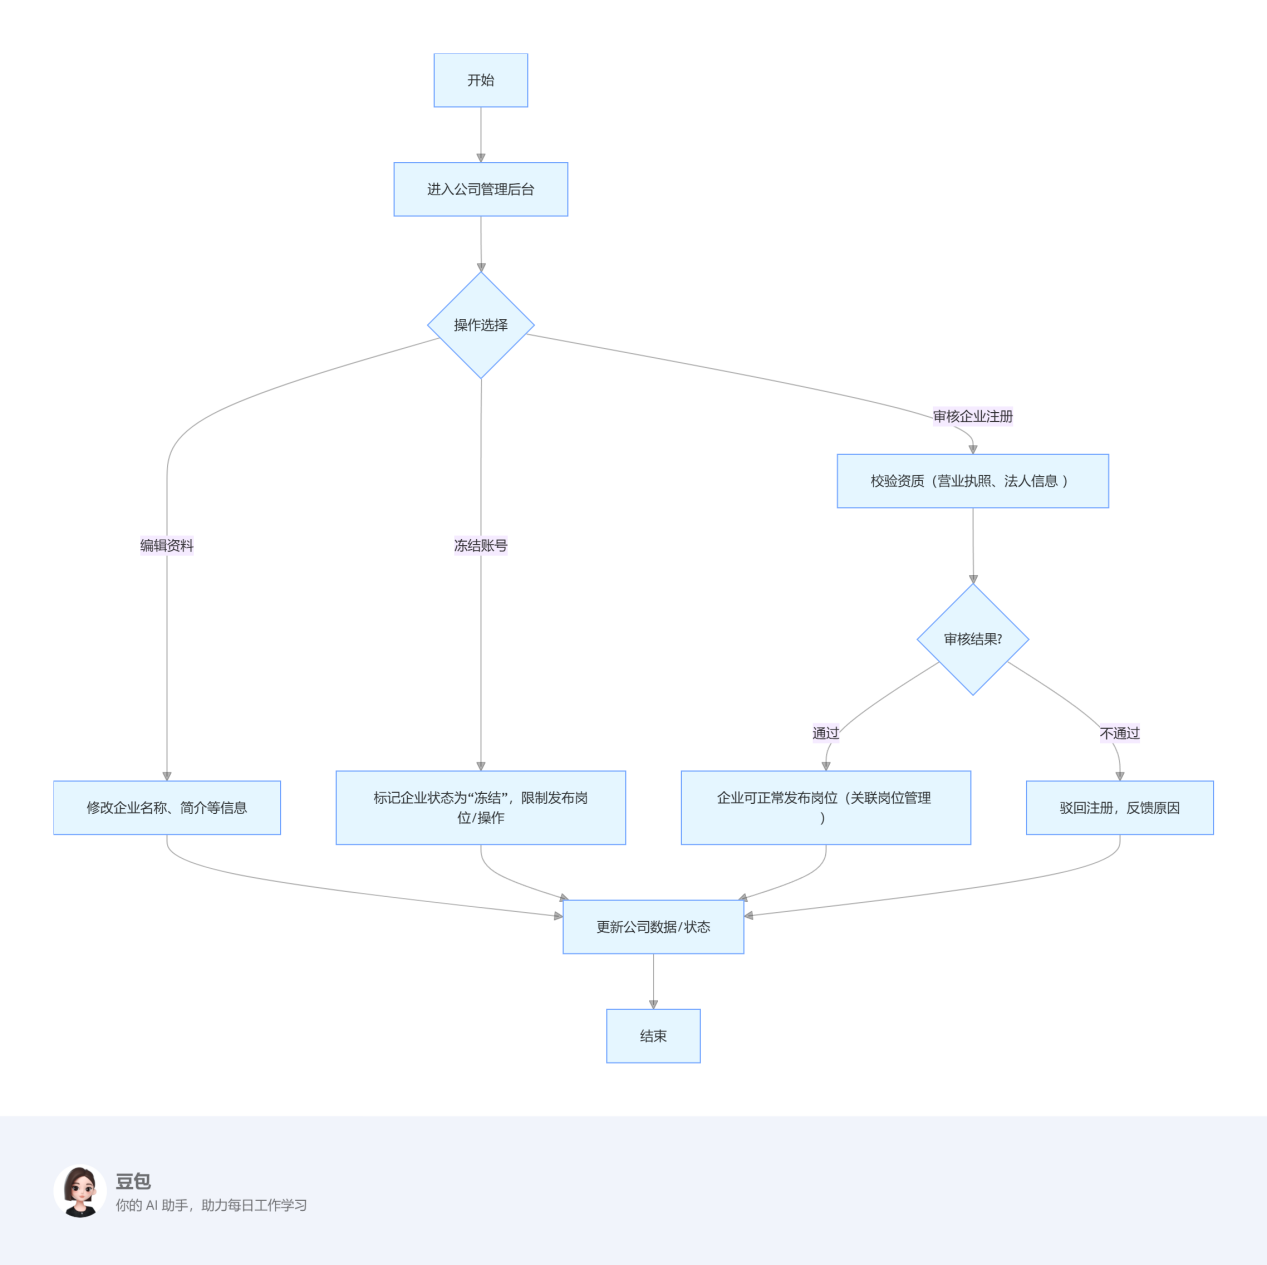 开始
进入公司管理后台
操作选择
审核企业注册
校验资质（营业执照、法人信息 ）
编辑资料
冻结账号
审核结果?
通过
不通过
修改企业名称、简介等信息
标记企业状态为“冻结”，限制发布岗
位/操作
企业可正常发布岗位（关联岗位管理
）
驳回注册，反馈原因
更新公司数据/状态
结束
豆包
你的 AI 助手，助力每日工作学习